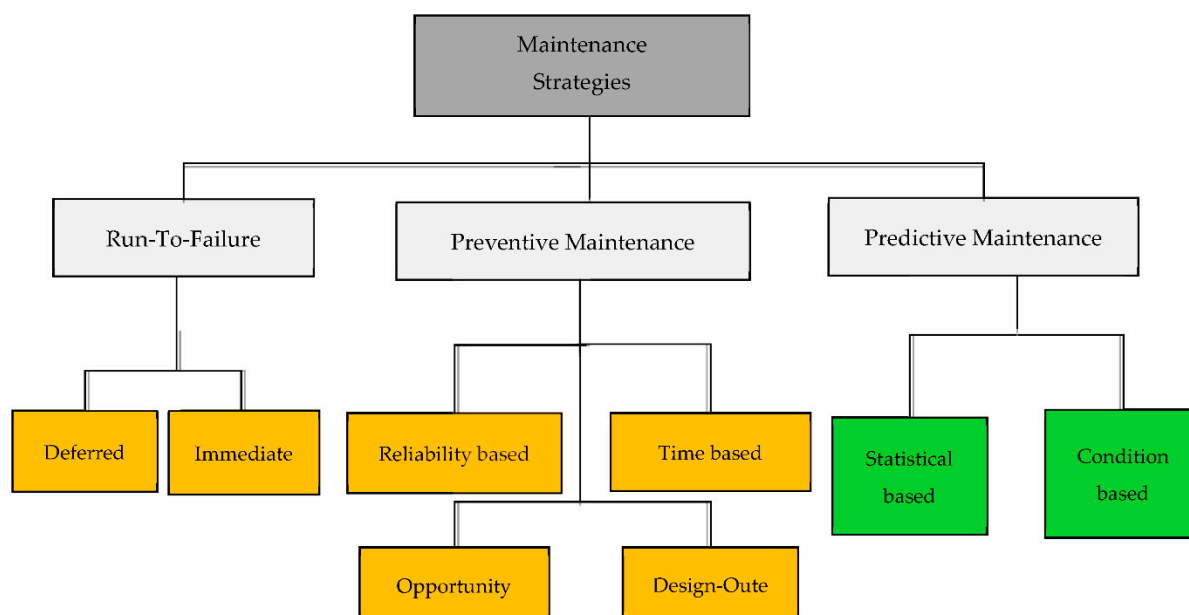 Maintenance
Strategies
Run-To-Failure
Preventive Maintenance
Predictive Maintenance
Deferred
Immediate
Reliability based
Time based
Statistical
based
Condition
based
Opportunity
Design-Oute